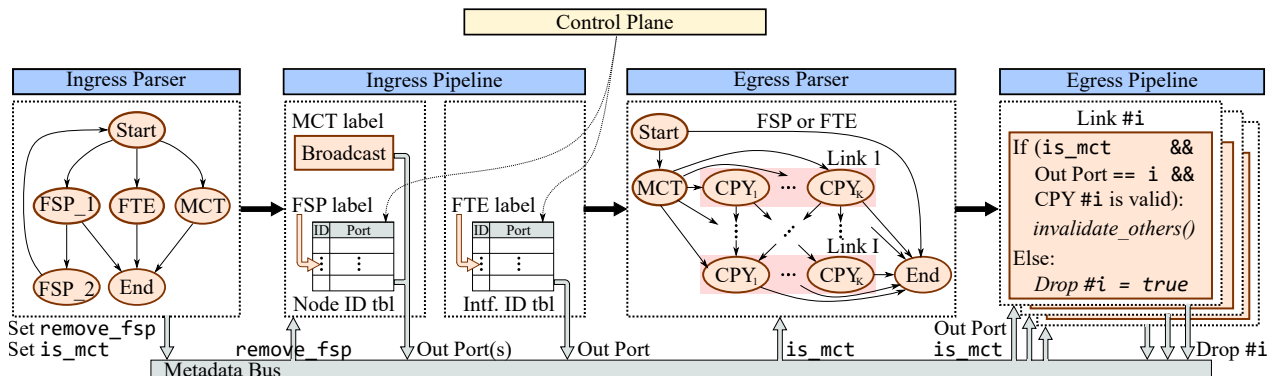 Control Plane
Ingress Parser
Ingress Pipeline
Egress Parser
Egress Pipeline
Start
FSP_1
FTE
MCT
FSP_2
End
MCT label
Broadcast
FSP label
ID Port
Node ID tbl
FTE label
ID Port
Intf. ID tbl
Start
FSP or FTE
Link 1
MCT
CPY1 ... CPYK
Link I
CPY1 ... CPYK
End
Link #i
If (is_mct &&
Out Port == i &&
CPY #i is valid):
invalidate_others()
Else:
Drop #i = true
Set remove_fsp
Set is_mct
remove_fsp
Out Port(s)
Out Port
is_mct
Out Port
is_mct
Drop #i
Metadata Bus